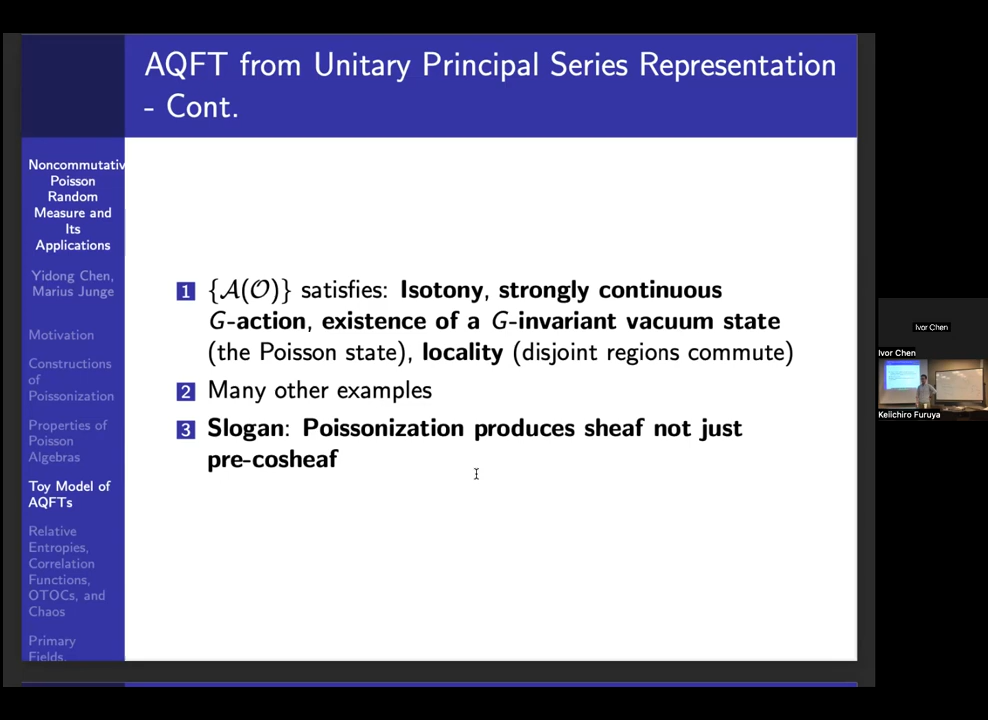 AQFT from Unitary Principal Series Representation
- Cont.
Noncommutativ
Poisson
Random
Measure and
Its
Applications
Yidong Chen,
Marius Junge
Motivation
Constructions
of
Poissonization
Properties of
Poisson
Algebras
Toy Model of
AQFTs
Relative
Entropies,
Correlation
Functions,
OTOCs, and
Chaos
Primary
Fields,
1 {𝒜(𝒪)} satisfies: Isotony, strongly continuous
G-action, existence of a G-invariant vacuum state
(the Poisson state), locality (disjoint regions commute)
2 Many other examples
3 Slogan: Poissonization produces sheaf not just
pre-cosheaf
Ivor Chen
Ivor Chen
Keiichiro Furuya